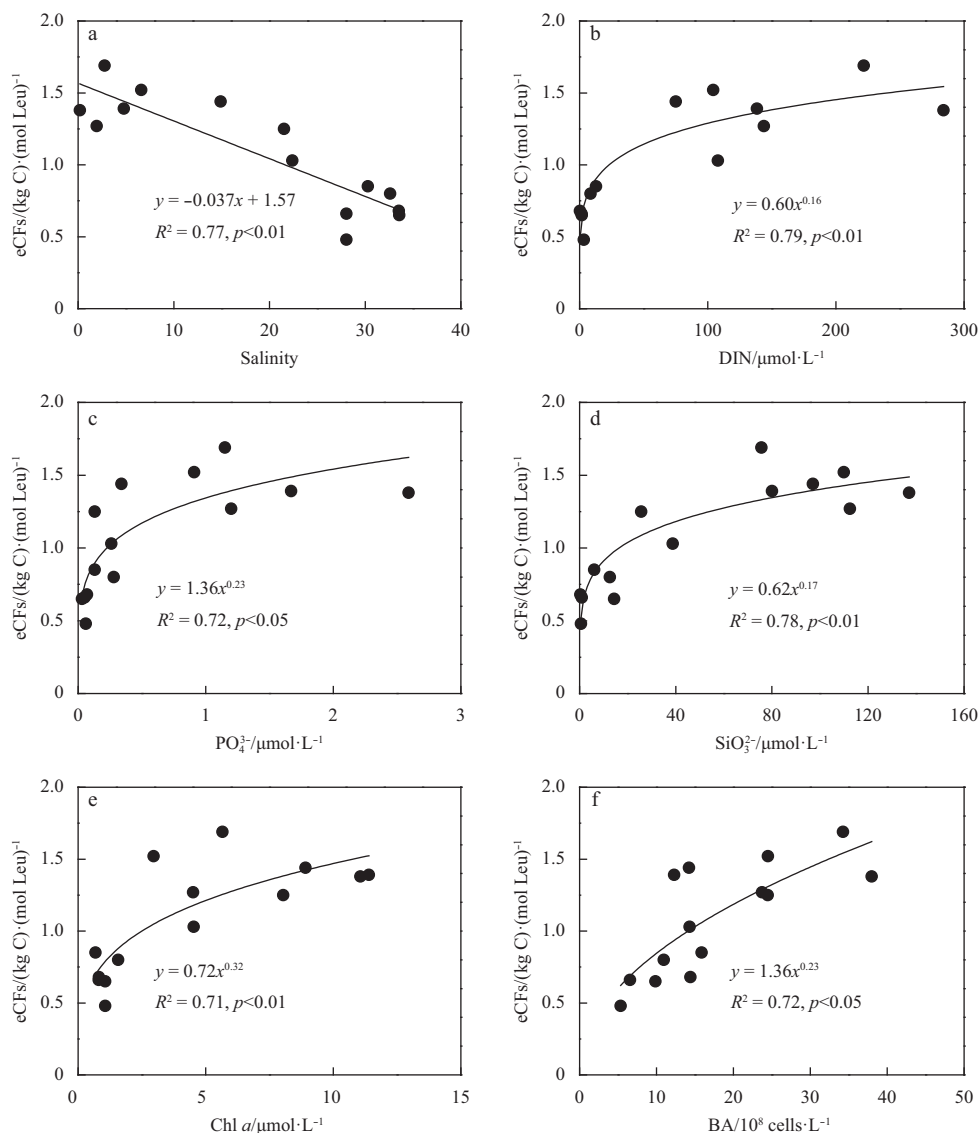 a
2.0
1.5
1.0
0.5
0
eCFs/(kg C)·(mol Leu)⁻¹
y = −0.037x + 1.57
R² = 0.77, p<0.01
0 10 20 30 40
Salinity
b
2.0
1.5
1.0
0.5
0
eCFs/(kg C)·(mol Leu)⁻¹
y = 0.60x^0.16
R² = 0.79, p<0.01
0 100 200 300
DIN/μmol·L⁻¹
c
2.0
1.5
1.0
0.5
0
eCFs/(kg C)·(mol Leu)⁻¹
y = 1.36x^0.23
R² = 0.72, p<0.05
0 1 2 3
PO₄³⁻/μmol·L⁻¹
d
2.0
1.5
1.0
0.5
0
eCFs/(kg C)·(mol Leu)⁻¹
y = 0.62x^0.17
R² = 0.78, p<0.01
0 40 80 120 160
SiO₃²⁻/μmol·L⁻¹
e
2.0
1.5
1.0
0.5
0
eCFs/(kg C)·(mol Leu)⁻¹
y = 0.72x^0.32
R² = 0.71, p<0.01
0 5 10 15
Chl a/μmol·L⁻¹
f
2.0
1.5
1.0
0.5
0
eCFs/(kg C)·(mol Leu)⁻¹
y = 1.36x^0.23
R² = 0.72, p<0.05
0 10 20 30 40 50
BA/10⁸ cells·L⁻¹